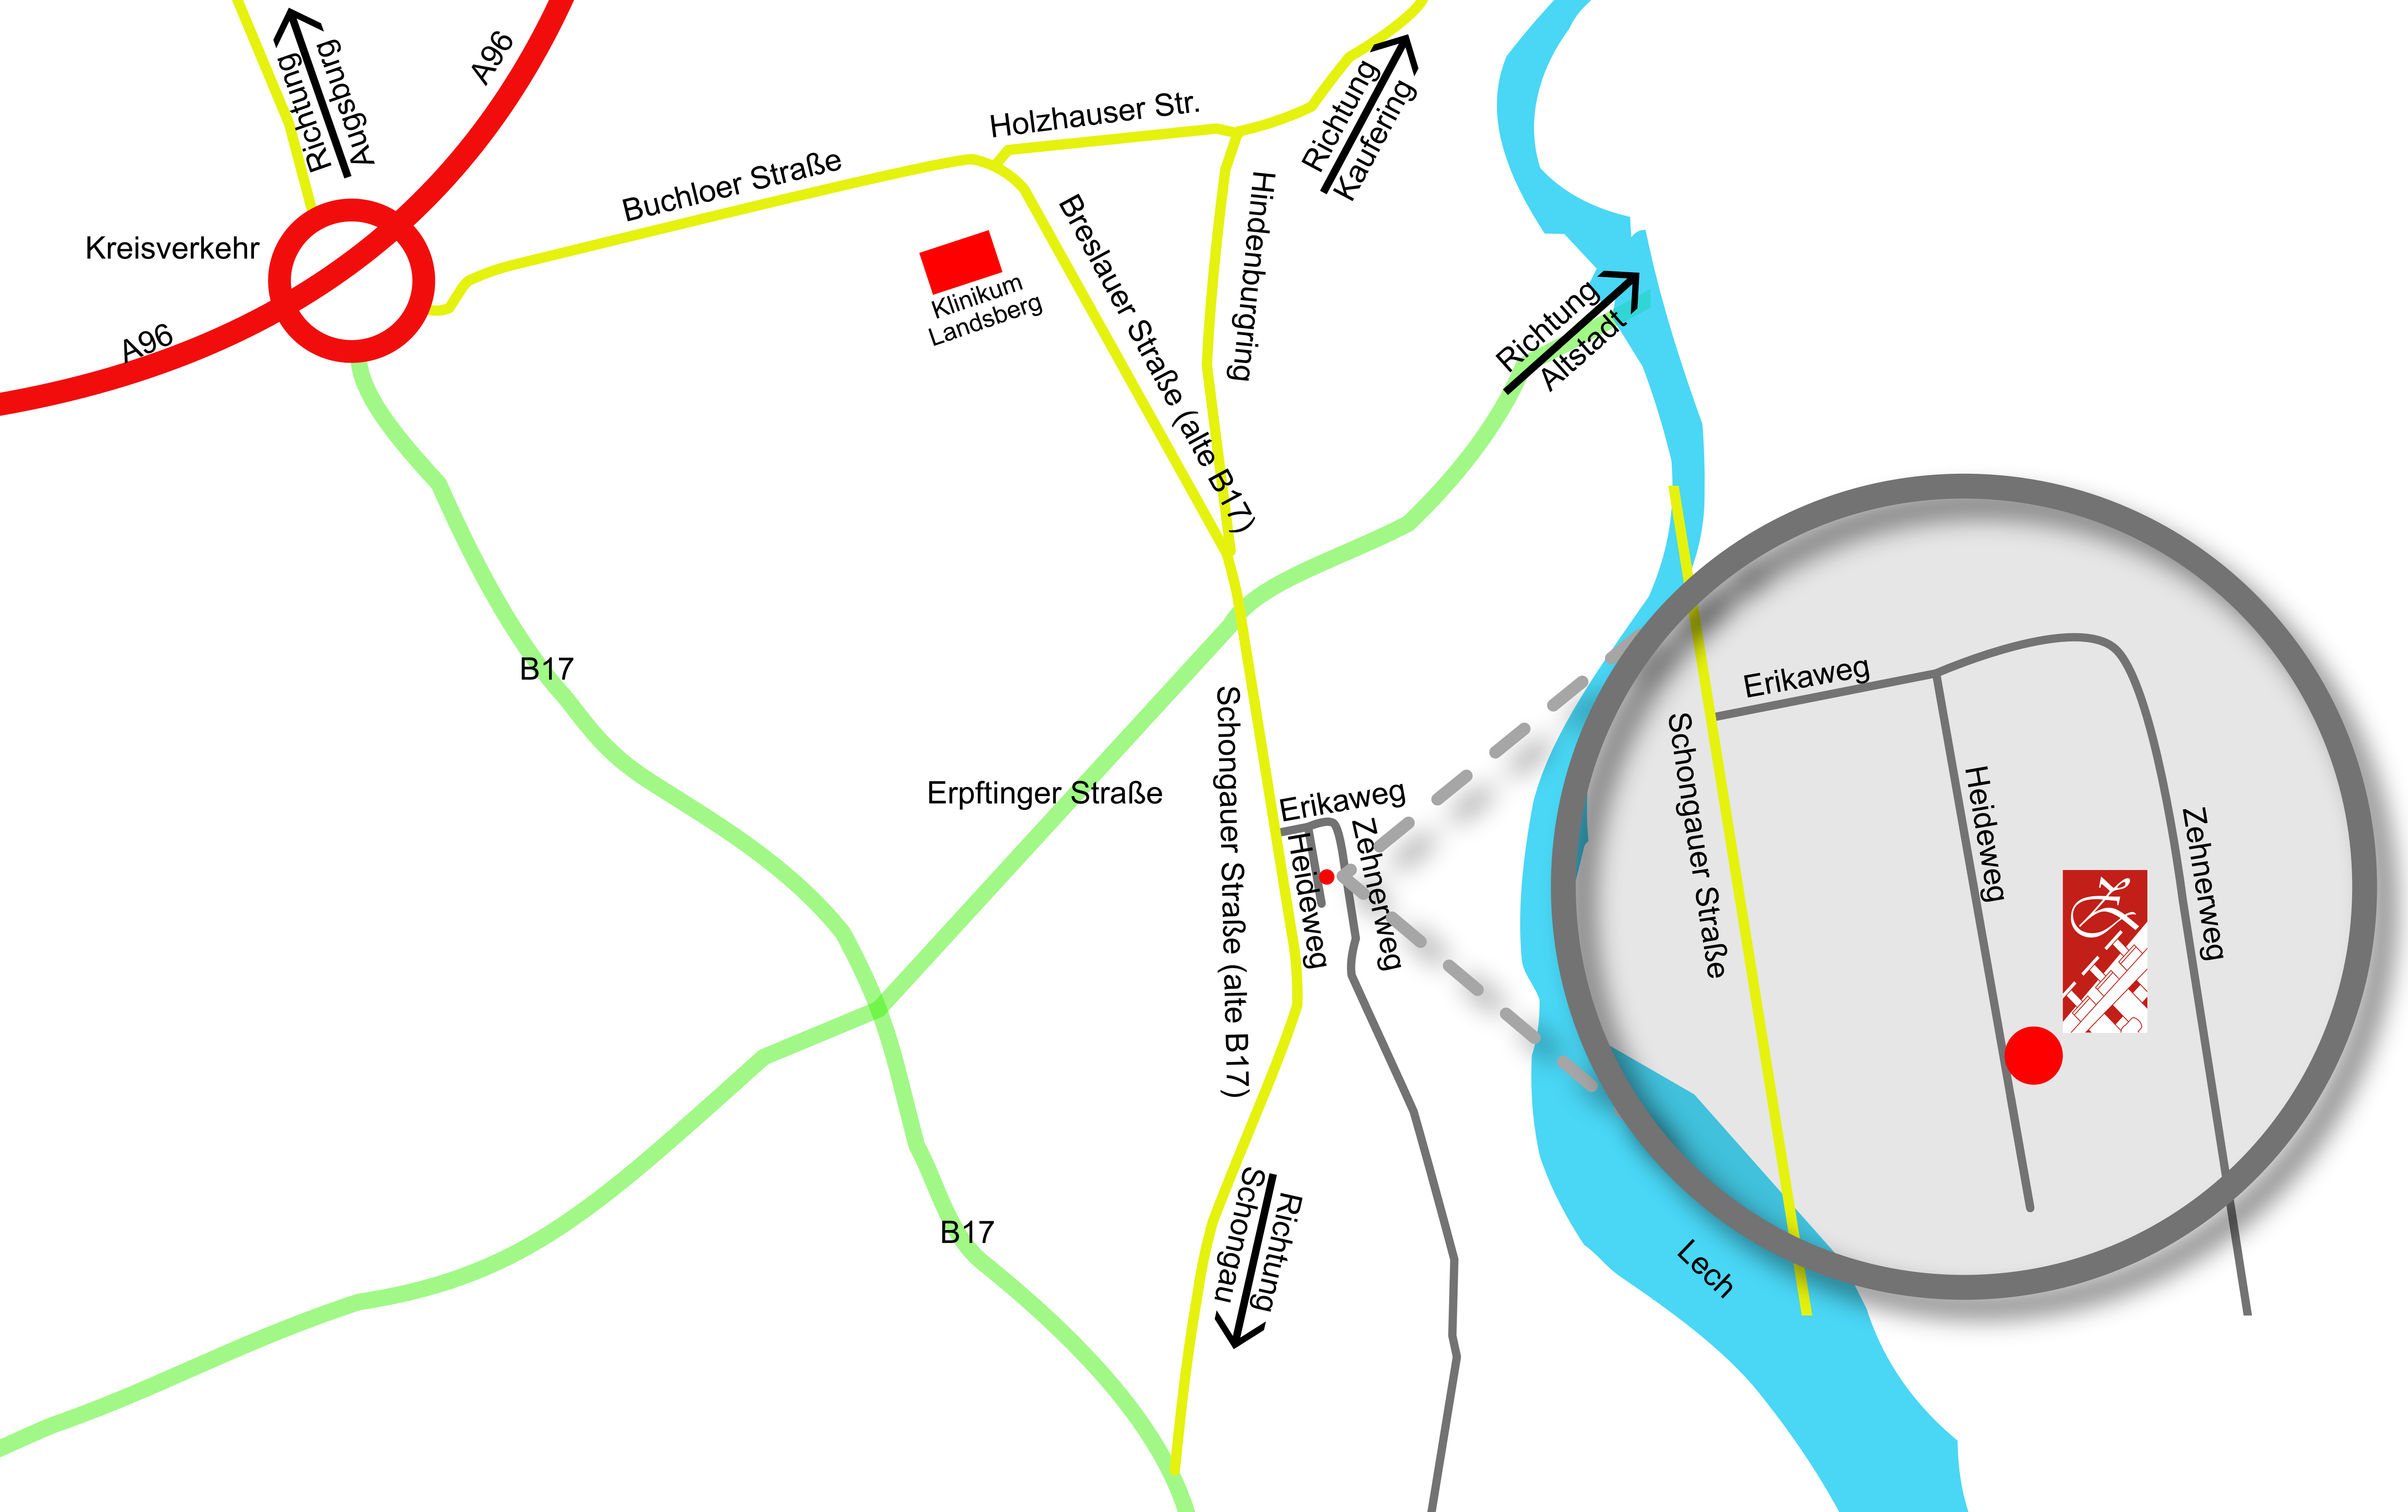 Richtung
Augsburg
A96
Kreisverkehr
A96
Buchloer Straße
Holzhauser Str.
Richtung
Kaufering
Klinikum
Landsberg
Breslauer Straße (alte B17)
Hindenburgring
Richtung
Altstadt
B17
Erpftinger Straße
Schongauer Straße (alte B17)
Erikaweg
Heideweg
Zehnerweg
Erikaweg
Schongauer Straße
Heideweg
Zehnerweg
B17
Richtung
Schongau
Lech